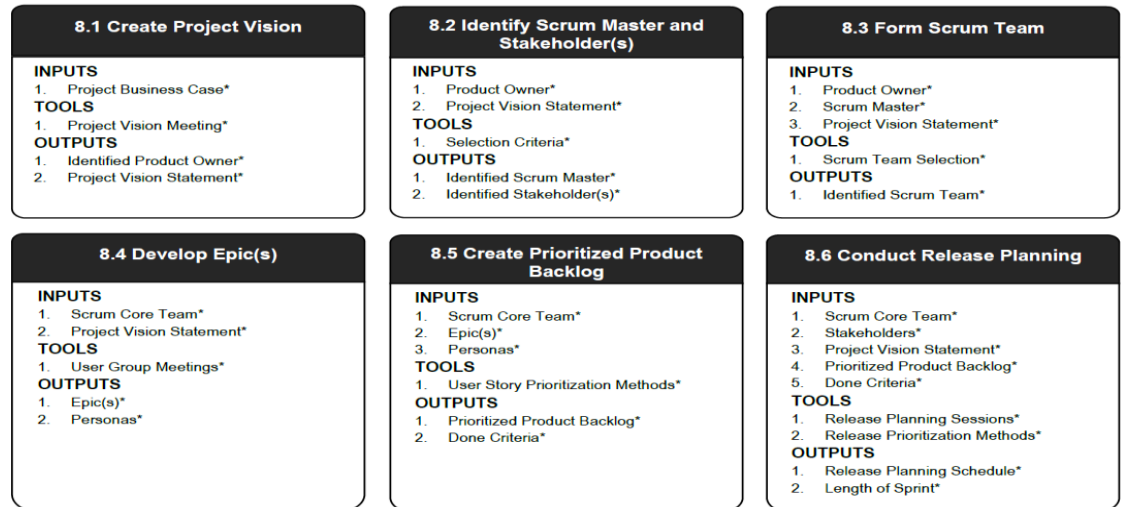 8.1 Create Project Vision
INPUTS
1. Project Business Case*
TOOLS
1. Project Vision Meeting*
OUTPUTS
1. Identified Product Owner*
2. Project Vision Statement*
8.2 Identify Scrum Master and
Stakeholder(s)
INPUTS
1. Product Owner*
2. Project Vision Statement*
TOOLS
1. Selection Criteria*
OUTPUTS
1. Identified Scrum Master*
2. Identified Stakeholder(s)*
8.3 Form Scrum Team
INPUTS
1. Product Owner*
2. Scrum Master*
3. Project Vision Statement*
TOOLS
1. Scrum Team Selection*
OUTPUTS
1. Identified Scrum Team*
8.4 Develop Epic(s)
INPUTS
1. Scrum Core Team*
2. Project Vision Statement*
TOOLS
1. User Group Meetings*
OUTPUTS
1. Epic(s)*
2. Personas*
8.5 Create Prioritized Product
Backlog
INPUTS
1. Scrum Core Team*
2. Epic(s)*
3. Personas*
TOOLS
1. User Story Prioritization Methods*
OUTPUTS
1. Prioritized Product Backlog*
2. Done Criteria*
8.6 Conduct Release Planning
INPUTS
1. Scrum Core Team*
2. Stakeholders*
3. Project Vision Statement*
4. Prioritized Product Backlog*
5. Done Criteria*
TOOLS
1. Release Planning Sessions*
2. Release Prioritization Methods*
OUTPUTS
1. Release Planning Schedule*
2. Length of Sprint*